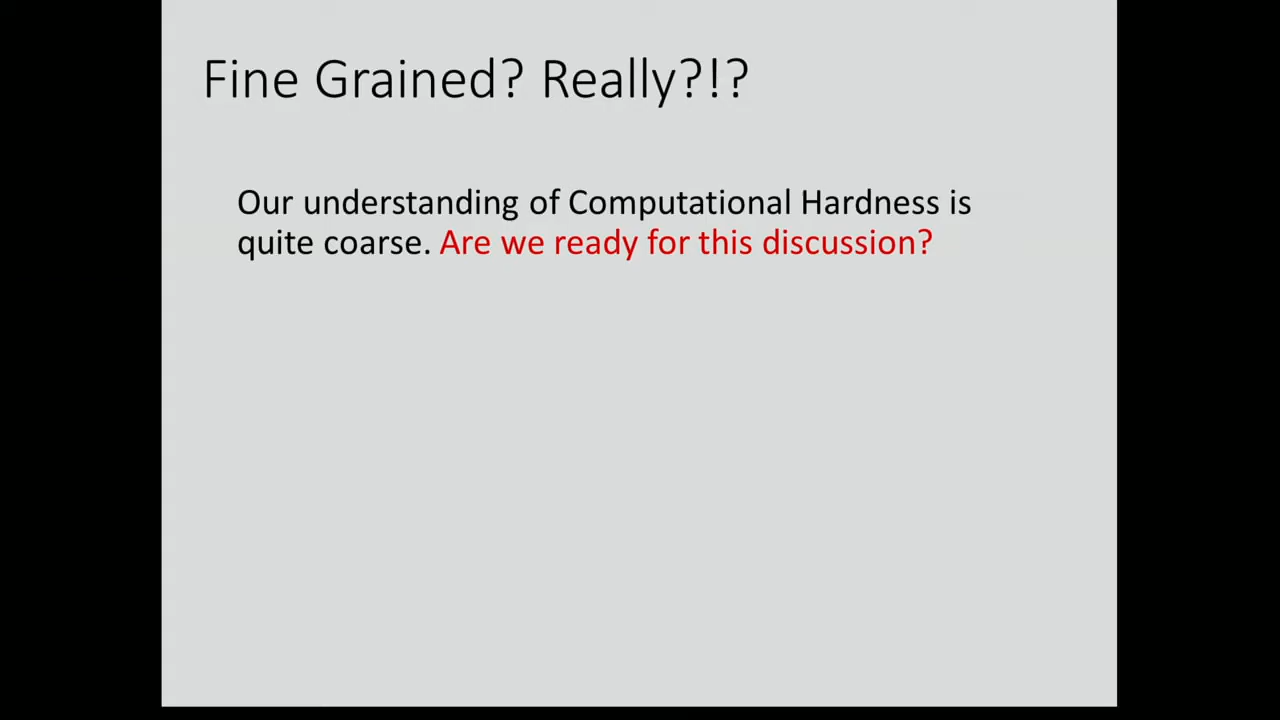 Fine Grained? Really?!?
Our understanding of Computational Hardness is
quite coarse. Are we ready for this discussion?